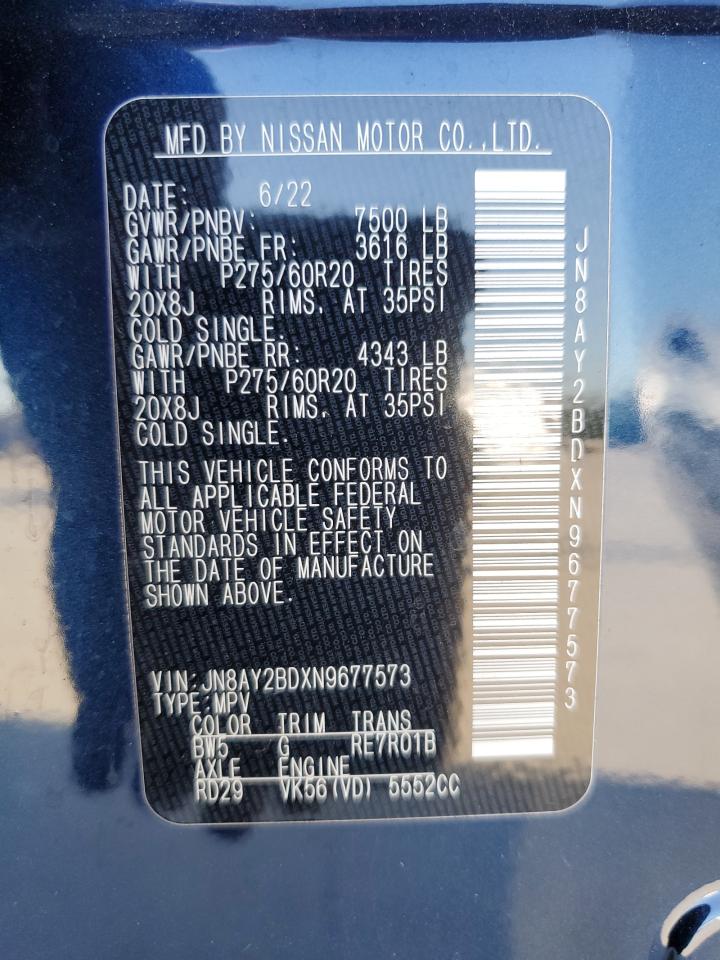 MFD BY NISSAN MOTOR CO.,LTD.
DATE: 6/22
GVWR/PNBV: 7500 LB
GAWR/PNBE FR: 3616 LB
WITH P275/60R20 TIRES
20X8J RIMS, AT 35PSI
COLD SINGLE.
GAWR/PNBE RR: 4343 LB
WITH P275/60R20 TIRES
20X8J RIMS, AT 35PSI
COLD SINGLE.
THIS VEHICLE CONFORMS TO
ALL APPLICABLE FEDERAL
MOTOR VEHICLE SAFETY
STANDARDS IN EFFECT ON
THE DATE OF MANUFACTURE
SHOWN ABOVE.
VIN:JN8AY2BDXN9677573
TYPE:MPV
COLOR TRIM TRANS
BW5 G RE7R01B
AXLE ENGINE
RD29 VK56(VD) 5552CC
JN8AY2BDXN9677573